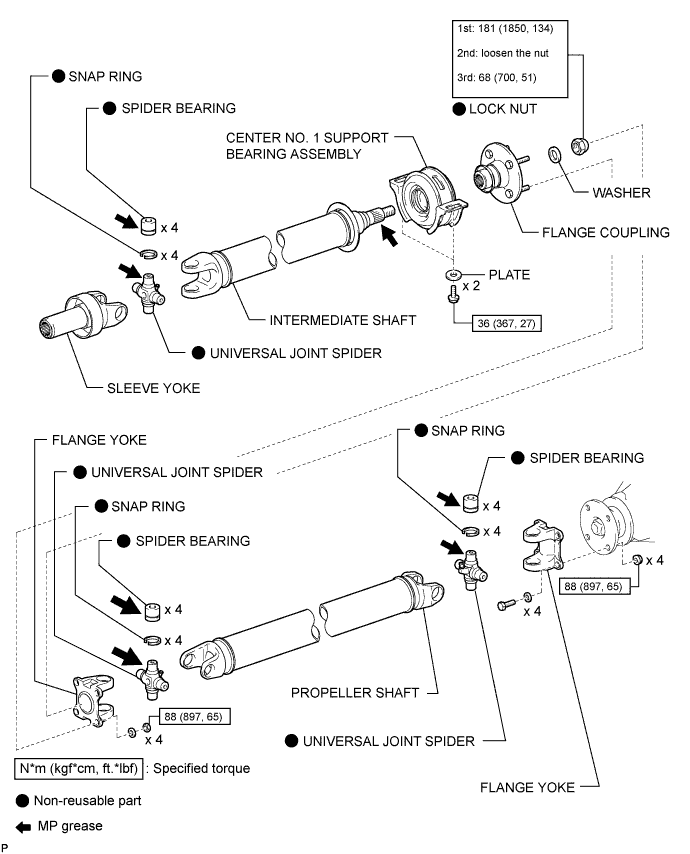 1st: 181 (1850, 134)
2nd: loosen the nut
3rd: 68 (700, 51)
SNAP RING
SPIDER BEARING
LOCK NUT
CENTER NO. 1 SUPPORT
BEARING ASSEMBLY
WASHER
x 4
FLANGE COUPLING
x 4
PLATE
x 2
INTERMEDIATE SHAFT
36 (367, 27)
UNIVERSAL JOINT SPIDER
SLEEVE YOKE
SNAP RING
FLANGE YOKE
SPIDER BEARING
UNIVERSAL JOINT SPIDER
SNAP RING
x 4
x 4
SPIDER BEARING
x 4
88 (897, 65)
x 4
x 4
x 4
PROPELLER SHAFT
88 (897, 65)
x 4
UNIVERSAL JOINT SPIDER
N*m (kgf*cm, ft.*lbf) : Specified torque
FLANGE YOKE
Non-reusable part
MP grease
P